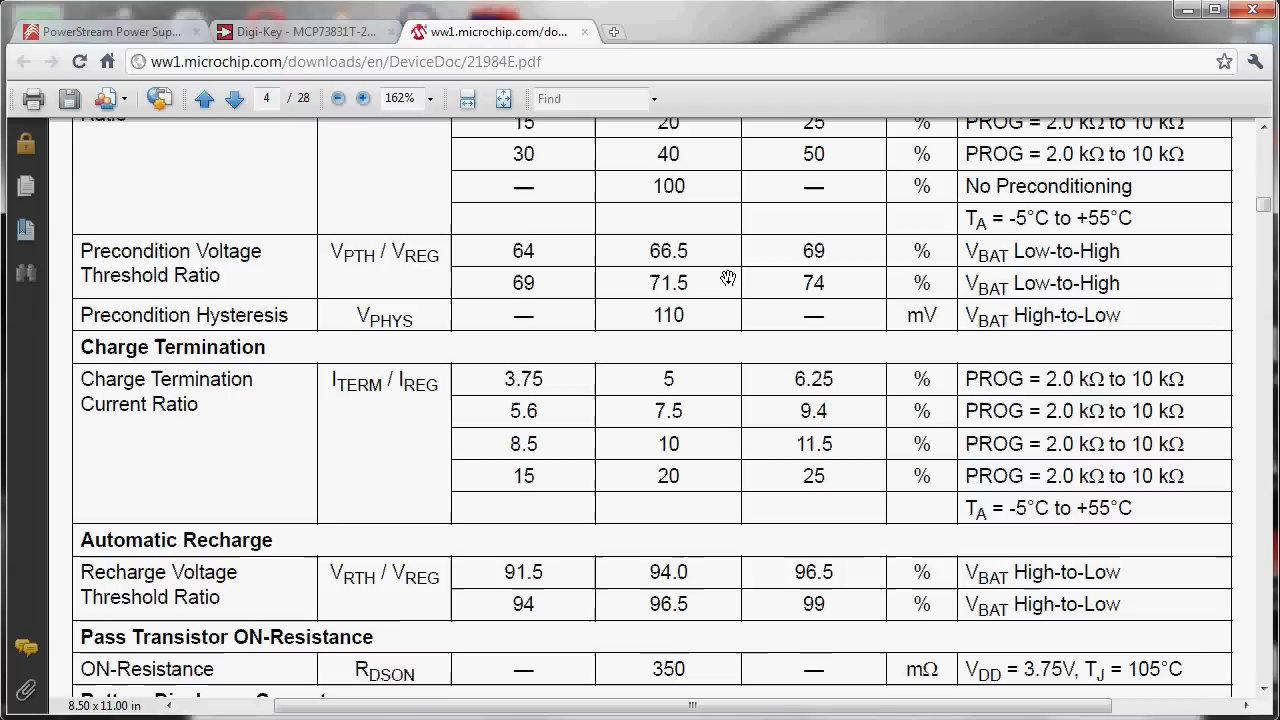 PowerStream Power Sup...
Digi-Key - MCP73831T-2...
ww1.microchip.com/do...
ww1.microchip.com/downloads/en/DeviceDoc/21984E.pdf
4 / 28 162% Find
Ratio 15 20 25 % PROG = 2.0 kΩ to 10 kΩ
30 40 50 % PROG = 2.0 kΩ to 10 kΩ
— 100 — % No Preconditioning
TA = -5°C to +55°C
Precondition Voltage VPTH / VREG 64 66.5 69 % VBAT Low-to-High
Threshold Ratio 69 71.5 74 % VBAT Low-to-High
Precondition Hysteresis VPHYS — 110 — mV VBAT High-to-Low
Charge Termination
Charge Termination ITERM / IREG 3.75 5 6.25 % PROG = 2.0 kΩ to 10 kΩ
Current Ratio 5.6 7.5 9.4 % PROG = 2.0 kΩ to 10 kΩ
8.5 10 11.5 % PROG = 2.0 kΩ to 10 kΩ
15 20 25 % PROG = 2.0 kΩ to 10 kΩ
TA = -5°C to +55°C
Automatic Recharge
Recharge Voltage VRTH / VREG 91.5 94.0 96.5 % VBAT High-to-Low
Threshold Ratio 94 96.5 99 % VBAT High-to-Low
Pass Transistor ON-Resistance
ON-Resistance RDSON — 350 — mΩ VDD = 3.75V, TJ = 105°C
8.50 x 11.00 in